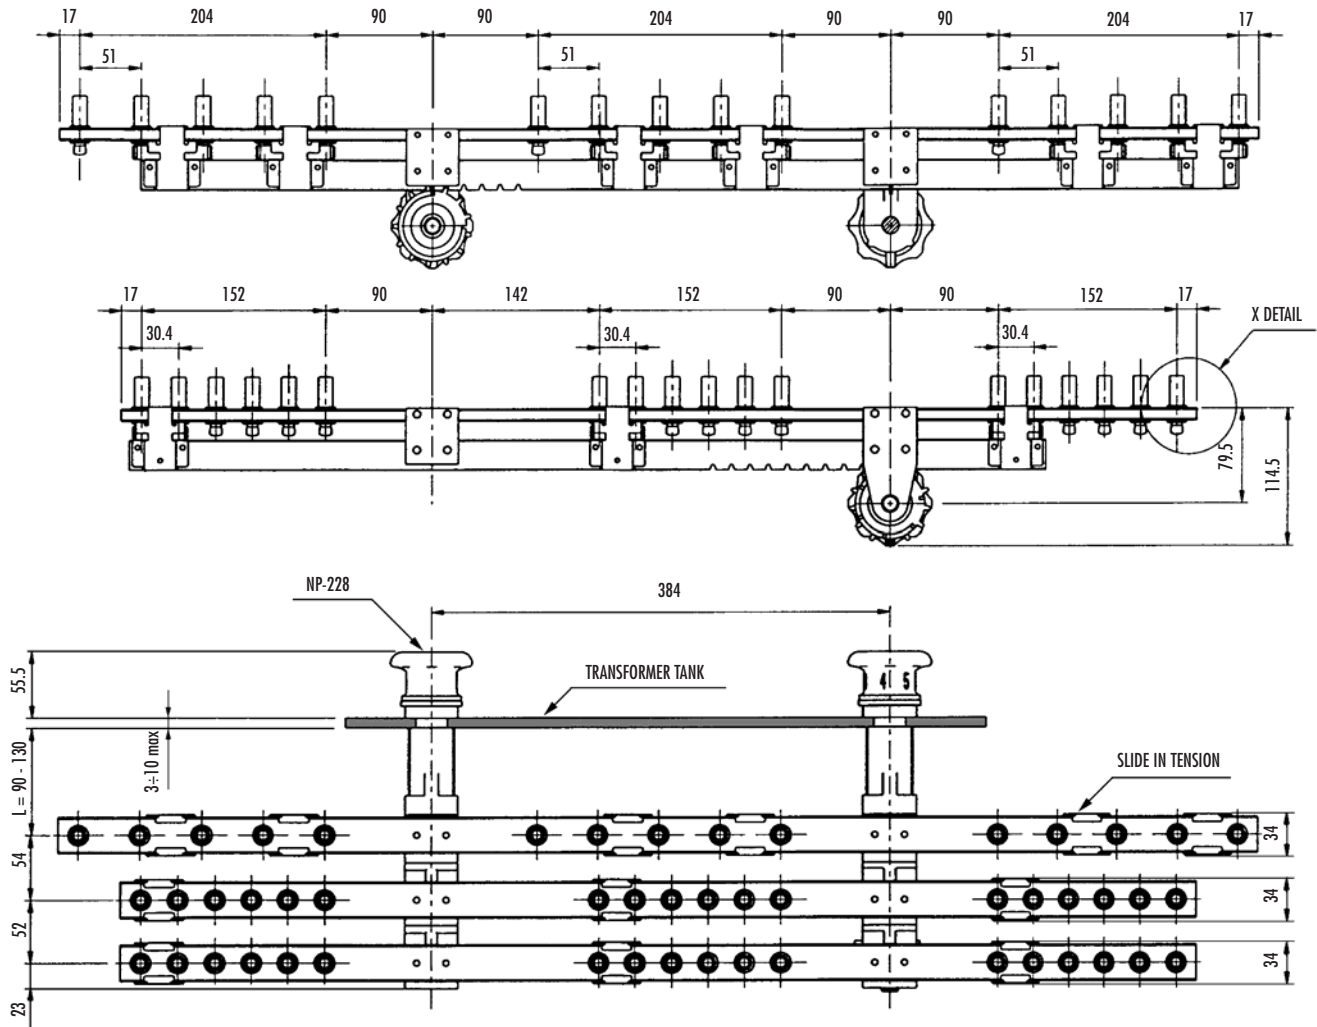 17 204 90 90 204 90 90 204 17
51 51 51
17 152 90 142 152 90 90 152 17
30.4 30.4 30.4
X DETAIL
79.5
114.5
NP-228
384
TRANSFORMER TANK
4 5
55.5
3÷10 max
L = 90 - 130
SLIDE IN TENSION
54
34
52
34
23
34